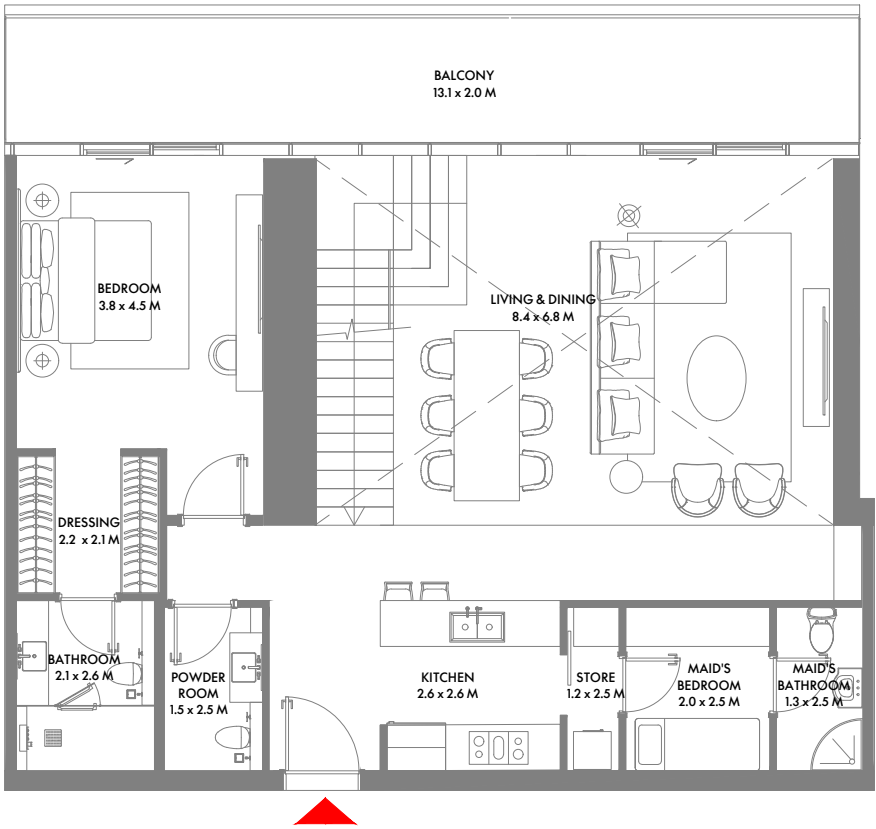 BALCONY
13.1 x 2.0 M
BEDROOM
3.8 x 4.5 M
LIVING & DINING
8.4 x 6.8 M
DRESSING
2.2 x 2.1 M
BATHROOM
2.1 x 2.6 M
POWDER
ROOM
1.5 x 2.5 M
KITCHEN
2.6 x 2.6 M
STORE
1.2 x 2.5 M
MAID'S
BEDROOM
2.0 x 2.5 M
MAID'S
BATHROOM
1.3 x 2.5 M